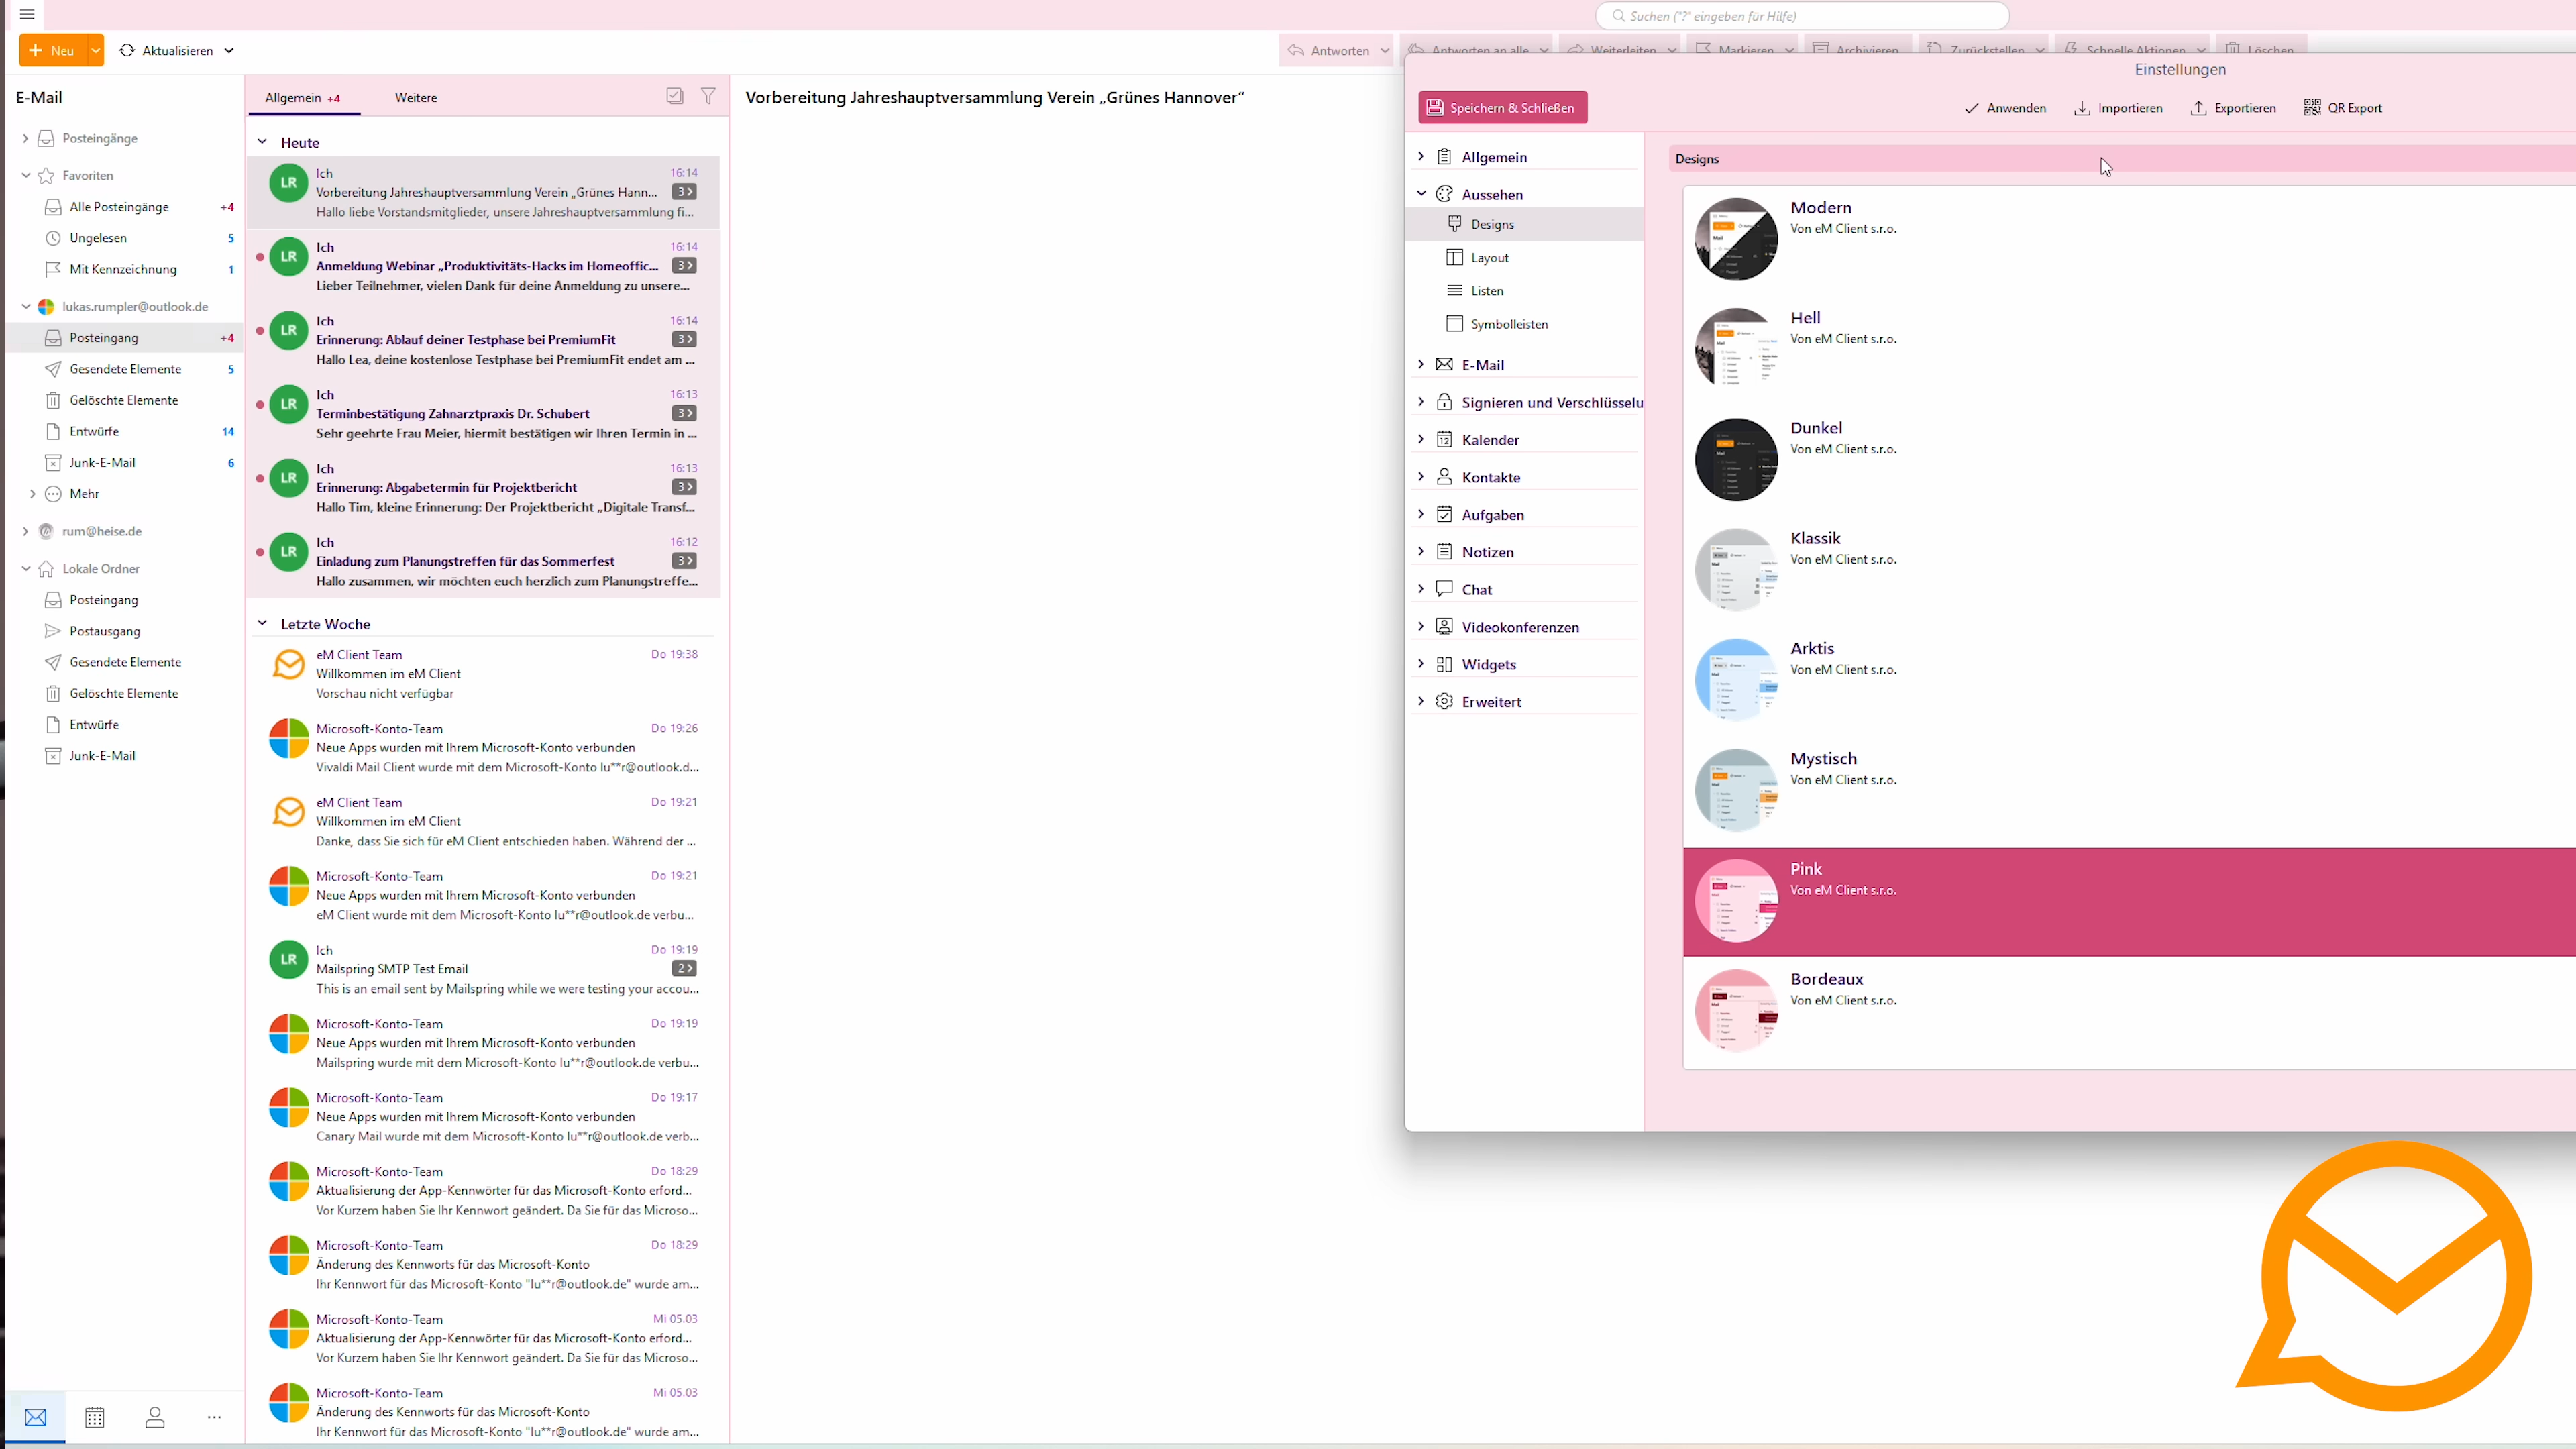 Suchen ("?" eingeben für Hilfe)
Neu
Aktualisieren
Antworten
Antworten an alle
Weiterleiten
Markieren
Archivieren
Zurückstellen
Schnelle Aktionen
Löschen
E-Mail
Posteingänge
Favoriten
Alle Posteingänge +4
Ungelesen 5
Mit Kennzeichnung 1
lukas.rumpler@outlook.de
Posteingang +4
Gesendete Elemente 5
Gelöschte Elemente
Entwürfe 14
Junk-E-Mail 6
Mehr
rum@heise.de
Lokale Ordner
Posteingang
Postausgang
Gesendete Elemente
Gelöschte Elemente
Entwürfe
Junk-E-Mail
Allgemein +4
Weitere
Heute
LR
Ich 16:14
Vorbereitung Jahreshauptversammlung Verein „Grünes Hann... 3
Hallo liebe Vorstandsmitglieder, unsere Jahreshauptversammlung fi...
LR
Ich 16:14
Anmeldung Webinar „Produktivitäts-Hacks im Homeoffic... 3
Lieber Teilnehmer, vielen Dank für deine Anmeldung zu unsere...
LR
Ich 16:14
Erinnerung: Ablauf deiner Testphase bei PremiumFit 3
Hallo Lea, deine kostenlose Testphase bei PremiumFit endet am ...
LR
Ich 16:13
Terminbestätigung Zahnarztpraxis Dr. Schubert 3
Sehr geehrte Frau Meier, hiermit bestätigen wir Ihren Termin in ...
LR
Ich 16:13
Erinnerung: Abgabetermin für Projektbericht 3
Hallo Tim, kleine Erinnerung: Der Projektbericht „Digitale Transf...
LR
Ich 16:12
Einladung zum Planungstreffen für das Sommerfest 3
Hallo zusammen, wir möchten euch herzlich zum Planungstreffe...
Letzte Woche
eM Client Team Do 19:38
Willkommen im eM Client
Vorschau nicht verfügbar
Microsoft-Konto-Team Do 19:26
Neue Apps wurden mit Ihrem Microsoft-Konto verbunden
Vivaldi Mail Client wurde mit dem Microsoft-Konto lu**r@outlook.d...
eM Client Team Do 19:21
Willkommen im eM Client
Danke, dass Sie sich für eM Client entschieden haben. Während der ...
Microsoft-Konto-Team Do 19:21
Neue Apps wurden mit Ihrem Microsoft-Konto verbunden
eM Client wurde mit dem Microsoft-Konto lu**r@outlook.de verbu...
LR
Ich Do 19:19
Mailspring SMTP Test Email 2
This is an email sent by Mailspring while we were testing your accou...
Microsoft-Konto-Team Do 19:19
Neue Apps wurden mit Ihrem Microsoft-Konto verbunden
Mailspring wurde mit dem Microsoft-Konto lu**r@outlook.de verbu...
Microsoft-Konto-Team Do 19:17
Neue Apps wurden mit Ihrem Microsoft-Konto verbunden
Canary Mail wurde mit dem Microsoft-Konto lu**r@outlook.de verb...
Microsoft-Konto-Team Do 18:29
Aktualisierung der App-Kennwörter für das Microsoft-Konto erford...
Vor Kurzem haben Sie Ihr Kennwort geändert. Da Sie für das Microso...
Microsoft-Konto-Team Do 18:29
Änderung des Kennworts für das Microsoft-Konto
Ihr Kennwort für das Microsoft-Konto "lu**r@outlook.de" wurde am...
Microsoft-Konto-Team Mi 05.03
Aktualisierung der App-Kennwörter für das Microsoft-Konto erford...
Vor Kurzem haben Sie Ihr Kennwort geändert. Da Sie für das Microso...
Microsoft-Konto-Team Mi 05.03
Änderung des Kennworts für das Microsoft-Konto
Ihr Kennwort für das Microsoft-Konto "lu**r@outlook.de" wurde am...
Vorbereitung Jahreshauptversammlung Verein „Grünes Hannover“
Einstellungen
Speichern & Schließen
Anwenden
Importieren
Exportieren
QR Export
Allgemein
Aussehen
Designs
Layout
Listen
Symbolleisten
E-Mail
Signieren und Verschlüsselu
Kalender
Kontakte
Aufgaben
Notizen
Chat
Videokonferenzen
Widgets
Erweitert
Designs
Modern
Von eM Client s.r.o.
Hell
Von eM Client s.r.o.
Dunkel
Von eM Client s.r.o.
Klassik
Von eM Client s.r.o.
Arktis
Von eM Client s.r.o.
Mystisch
Von eM Client s.r.o.
Pink
Von eM Client s.r.o.
Bordeaux
Von eM Client s.r.o.